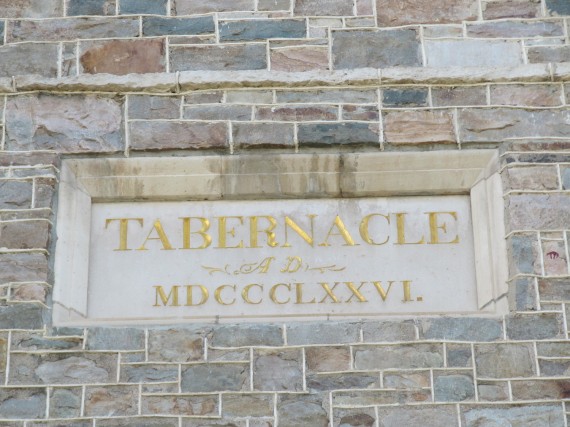 TABERNACLE
A D
MDCCCLXXVI.